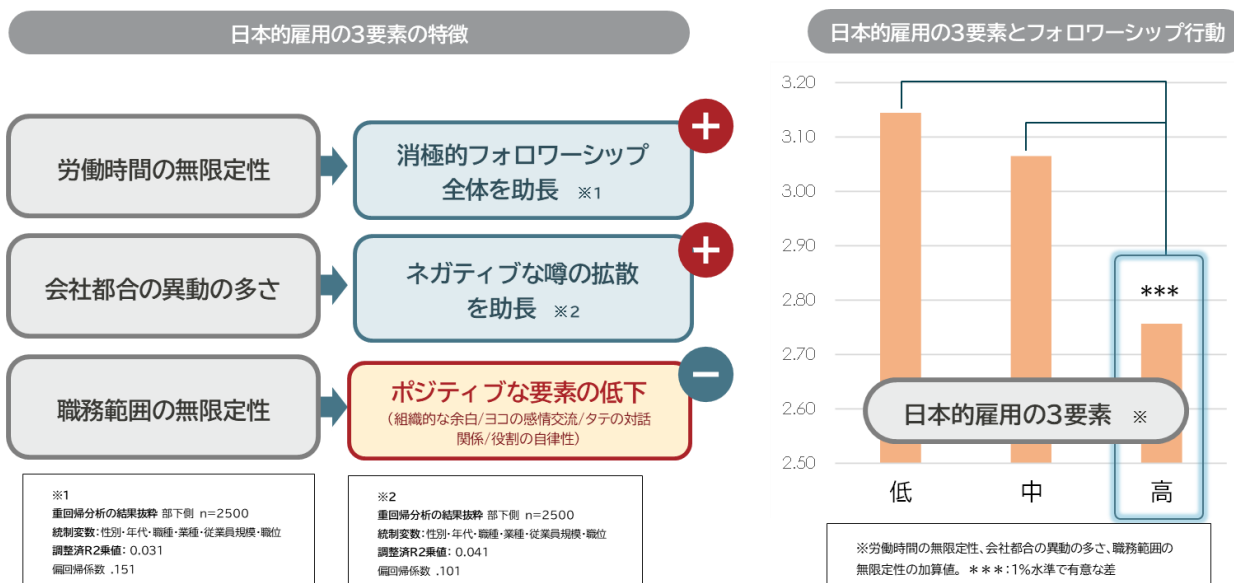 日本的雇用の3要素の特徴
労働時間の無限定性
消極的フォロワーシップ
全体を助長 ※1
+
会社都合の異動の多さ
ネガティブな噂の拡散
を助長 ※2
+
職務範囲の無限定性
ポジティブな要素の低下
(組織的な余白/ヨコの感情交流/タテの対話
関係/役割の自律性)
−
※1
重回帰分析の結果抜粋 部下側 n=2500
統制変数:性別・年代・職種・業種・従業員規模・職位
調整済R2乗値: 0.031
偏回帰係数 .151
※2
重回帰分析の結果抜粋 部下側 n=2500
統制変数:性別・年代・職種・業種・従業員規模・職位
調整済R2乗値: 0.041
偏回帰係数 .101
日本的雇用の3要素とフォロワーシップ行動
3.20
3.10
3.00
2.90
2.80
2.70
2.60
2.50
***
日本的雇用の3要素 ※
低
中
高
※労働時間の無限定性、会社都合の異動の多さ、職務範囲の
無限定性の加算値。 ***:1%水準で有意な差